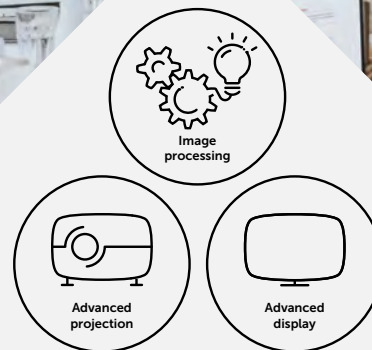 Image
processing
Advanced
projection
Advanced
display